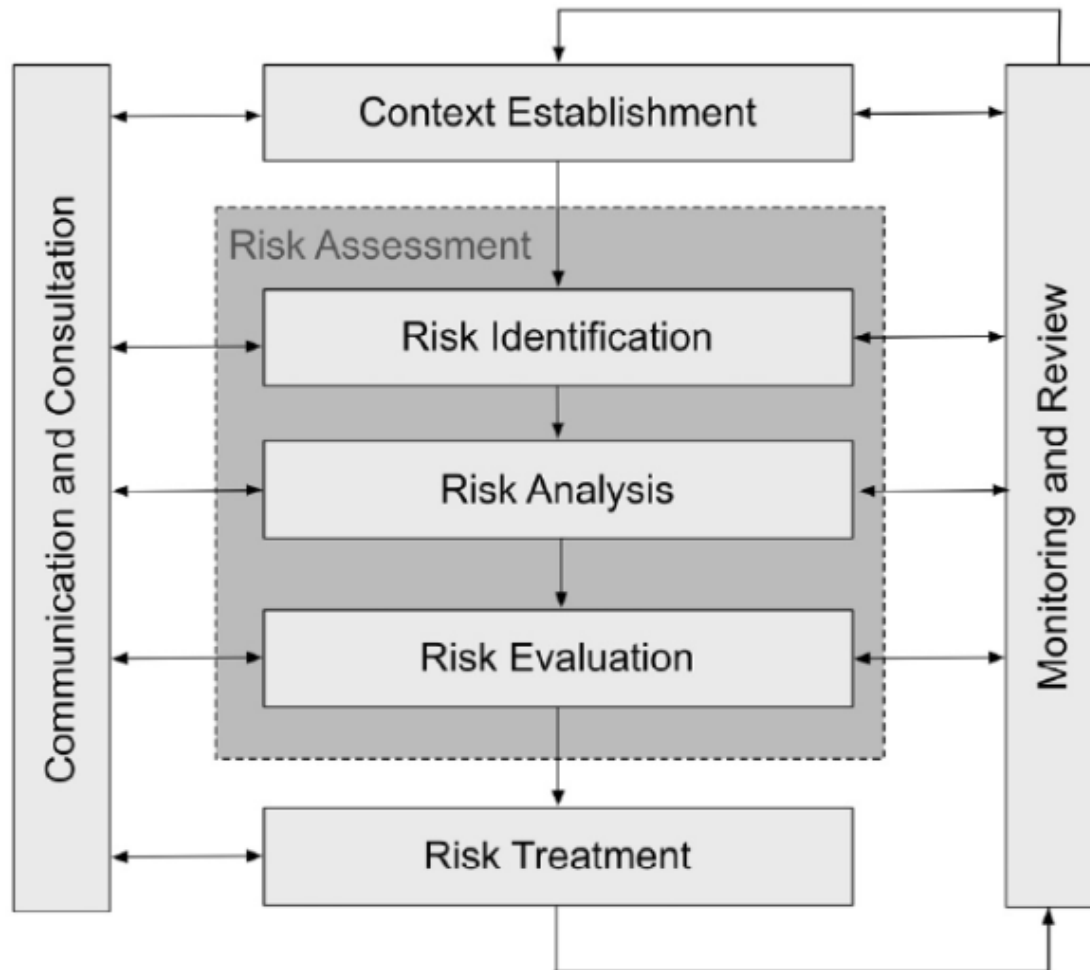 Context Establishment
Risk Assessment
Risk Identification
Risk Analysis
Risk Evaluation
Risk Treatment
Communication and Consultation
Monitoring and Review